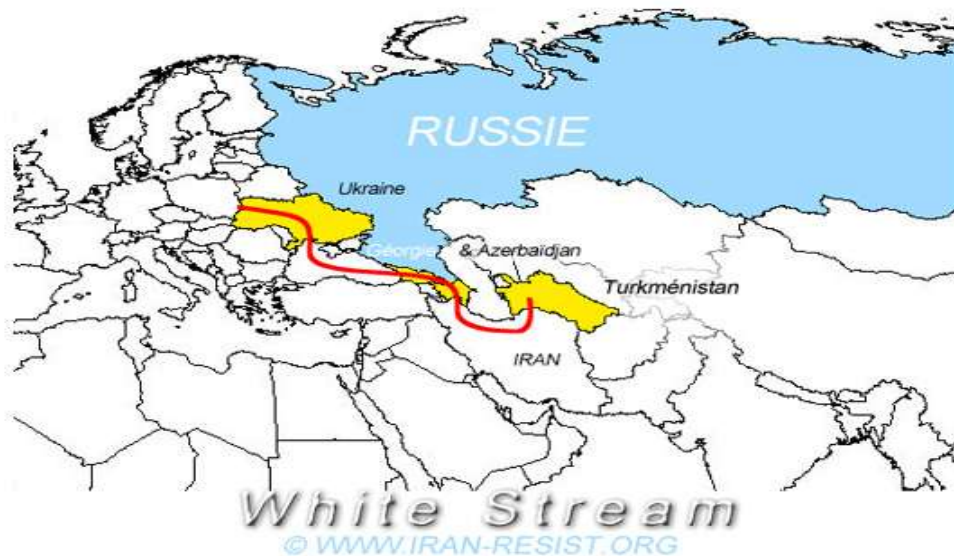 RUSSIE
Ukraine
Géorgie & Azerbaïdjan
Turkménistan
IRAN
White Stream
© WWW.IRAN-RESIST.ORG